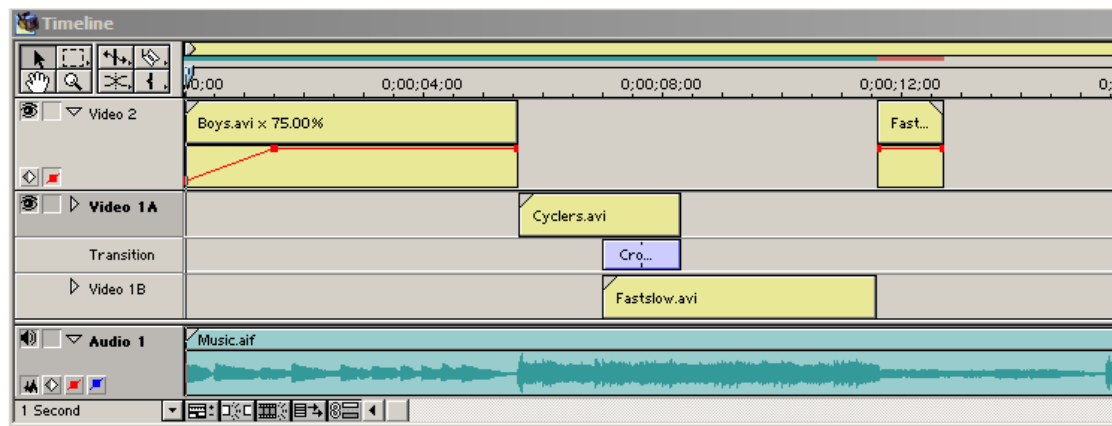 Timeline
0;00 0;00;04;00 0;00;08;00 0;00;12;00 0;
Video 2
Boys.avi × 75.00%
Fast...
Video 1A
Cyclers.avi
Transition
Cro...
Video 1B
Fastslow.avi
Audio 1
Music.aif
1 Second